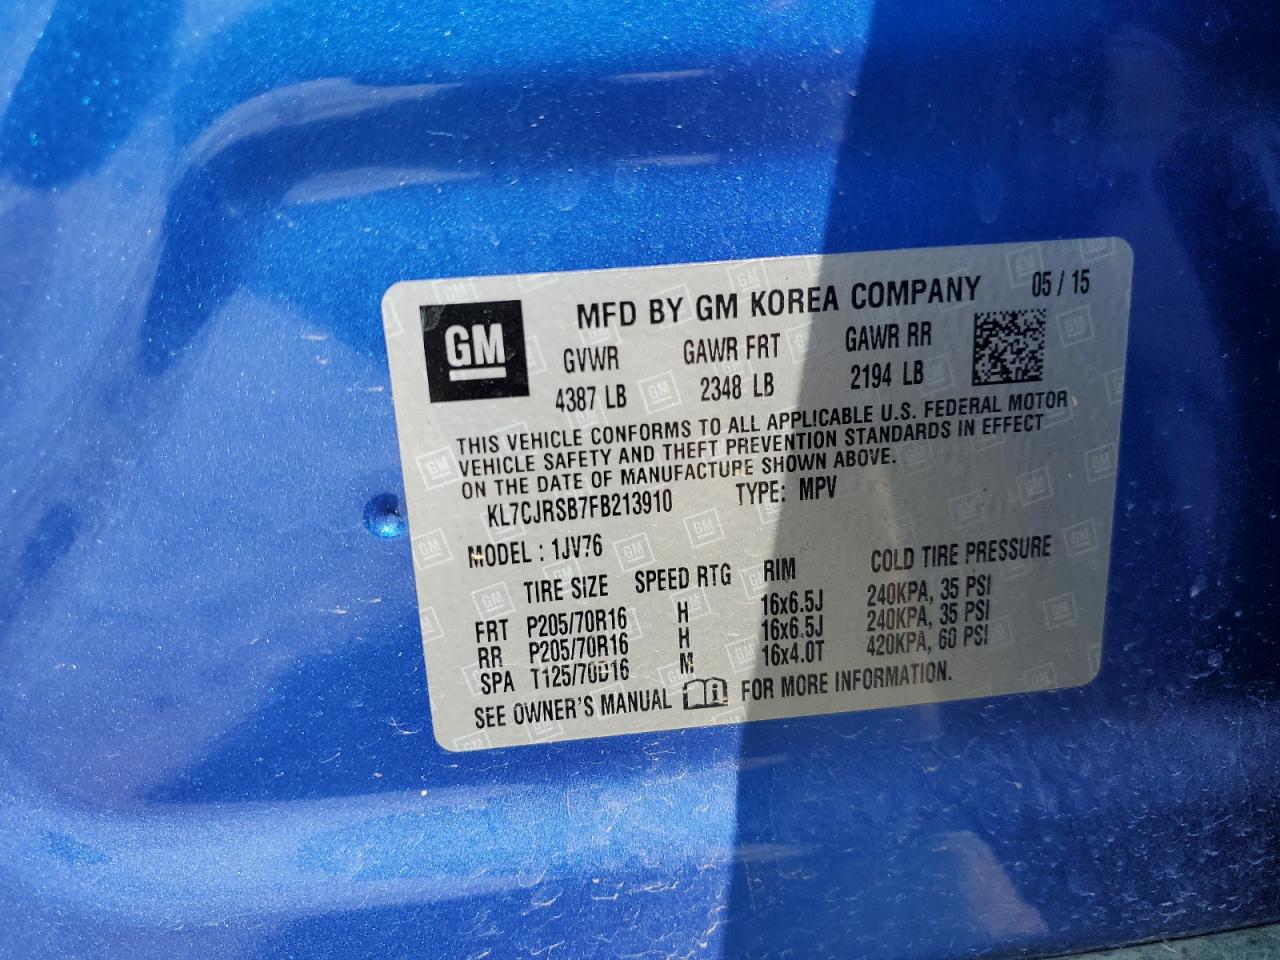 GM
MFD BY GM KOREA COMPANY 05 / 15
GVWR GAWR FRT GAWR RR
4387 LB 2348 LB 2194 LB
THIS VEHICLE CONFORMS TO ALL APPLICABLE U.S. FEDERAL MOTOR
VEHICLE SAFETY AND THEFT PREVENTION STANDARDS IN EFFECT
ON THE DATE OF MANUFACTURE SHOWN ABOVE.
KL7CJRSB7FB213910 TYPE: MPV
MODEL : 1JV76
TIRE SIZE SPEED RTG RIM COLD TIRE PRESSURE
FRT P205/70R16 H 16x6.5J 240KPA, 35 PSI
RR P205/70R16 H 16x6.5J 240KPA, 35 PSI
SPA T125/70D16 M 16x4.0T 420KPA, 60 PSI
SEE OWNER'S MANUAL FOR MORE INFORMATION.